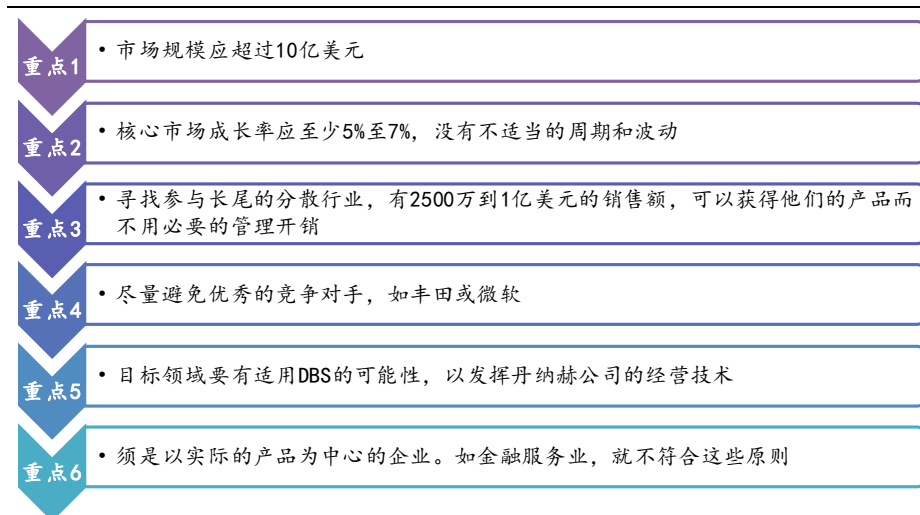 重点1
• 市场规模应超过10亿美元
重点2
• 核心市场成长率应至少5%至7%，没有不适当的周期和波动
重点3
• 寻找参与长尾的分散行业，有2500万到1亿美元的销售额，可以获得他们的产品而
不用必要的管理开销
重点4
• 尽量避免优秀的竞争对手，如丰田或微软
重点5
• 目标领域要有适用DBS的可能性，以发挥丹纳赫公司的经营技术
重点6
• 须是以实际的产品为中心的企业。如金融服务业，就不符合这些原则